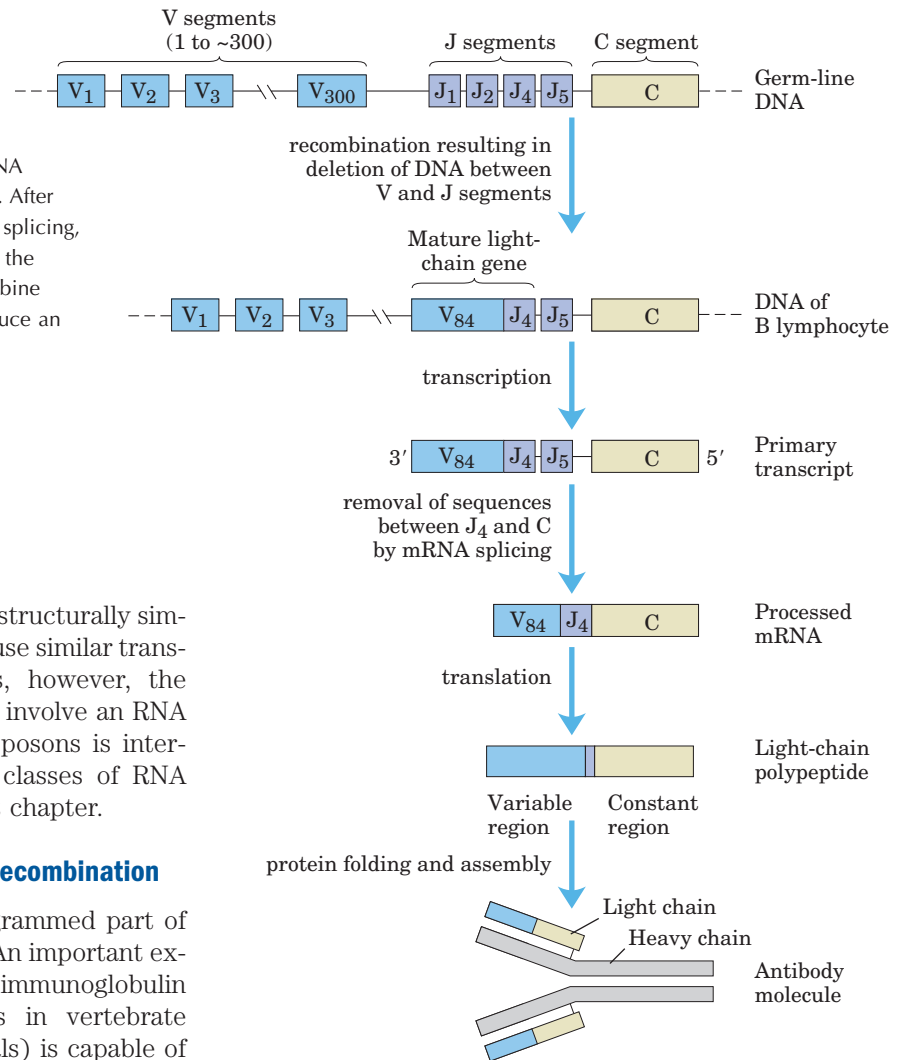 V segments
(1 to ~300)
J segments
C segment
V1 V2 V3 V300 J1 J2 J4 J5 C
Germ-line
DNA
recombination resulting in
deletion of DNA between
V and J segments
NA
. After
splicing,
the
bine
uce an
Mature light-
chain gene
V1 V2 V3 V84 J4 J5 C
DNA of
B lymphocyte
transcription
3′ V84 J4 J5 C 5′
Primary
transcript
removal of sequences
between J4 and C
by mRNA splicing
V84 J4 C
Processed
mRNA
translation
Light-chain
polypeptide
Variable
region
Constant
region
protein folding and assembly
Light chain
Heavy chain
Antibody
molecule
structurally sim-
use similar trans-
s, however, the
involve an RNA
posons is inter-
classes of RNA
s chapter.
ecombination
grammed part of
An important ex-
immunoglobulin
s in vertebrate
ls) is capable of